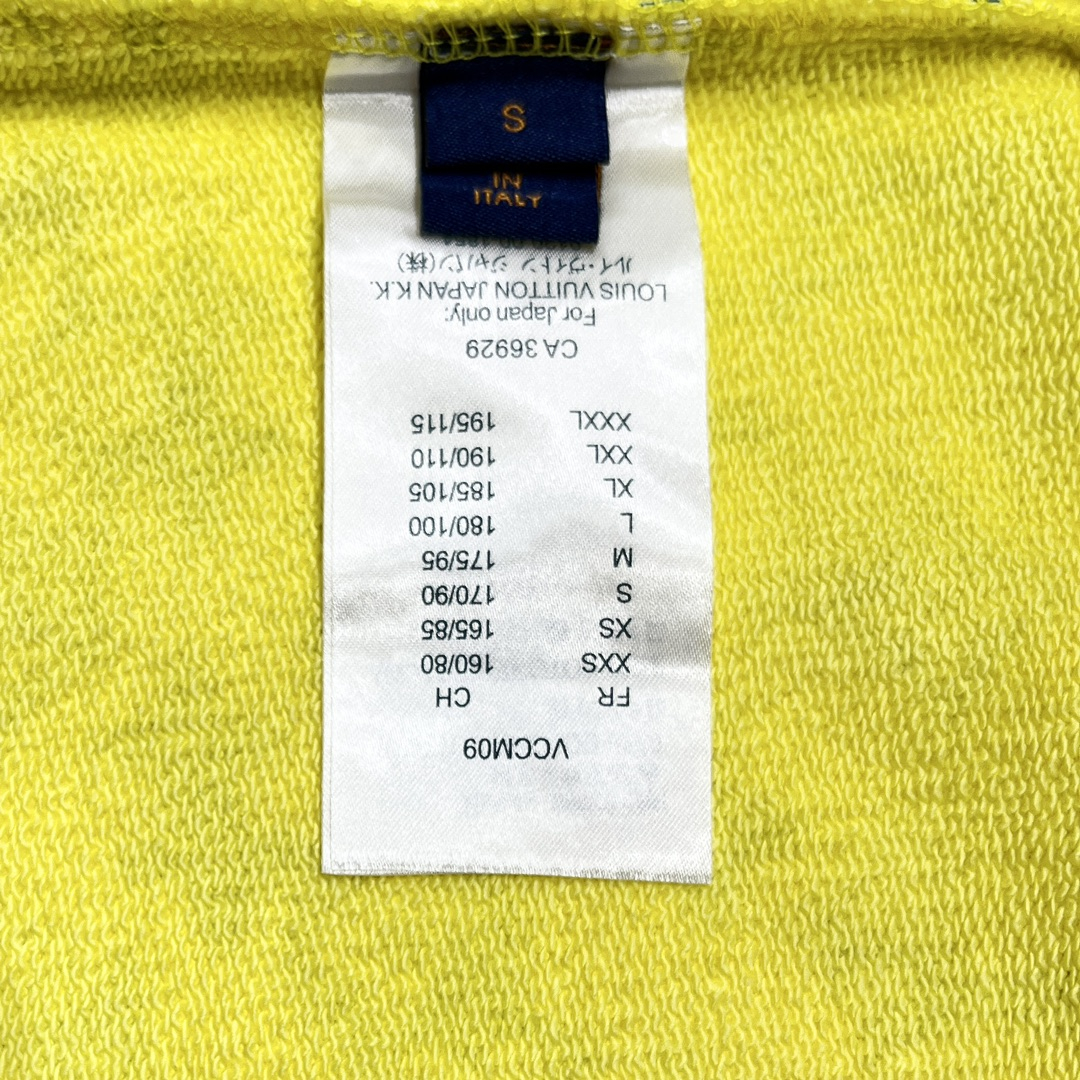 S
IN
ITALY
VCCM09
FR CH
XXS 160/80
XS 165/85
S 170/90
M 175/95
L 180/100
XL 185/105
XXL 190/110
XXXL 195/115
CA 36929
For Japan only:
LOUIS VUITTON JAPAN K.K.
ルイ・ヴィトン ジャパン(株)